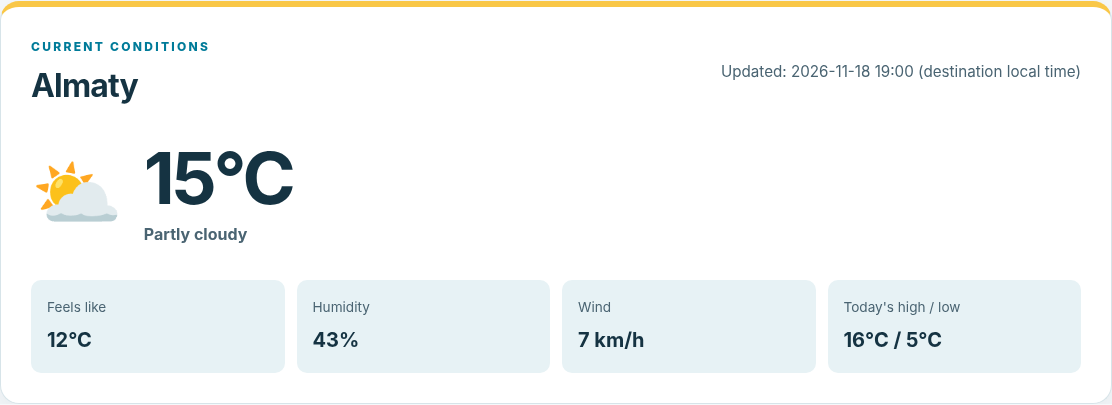 CURRENT CONDITIONS
Almaty
Updated: 2026-11-18 19:00 (destination local time)
15°C
Partly cloudy
Feels like
12°C
Humidity
43%
Wind
7 km/h
Today's high / low
16°C / 5°C